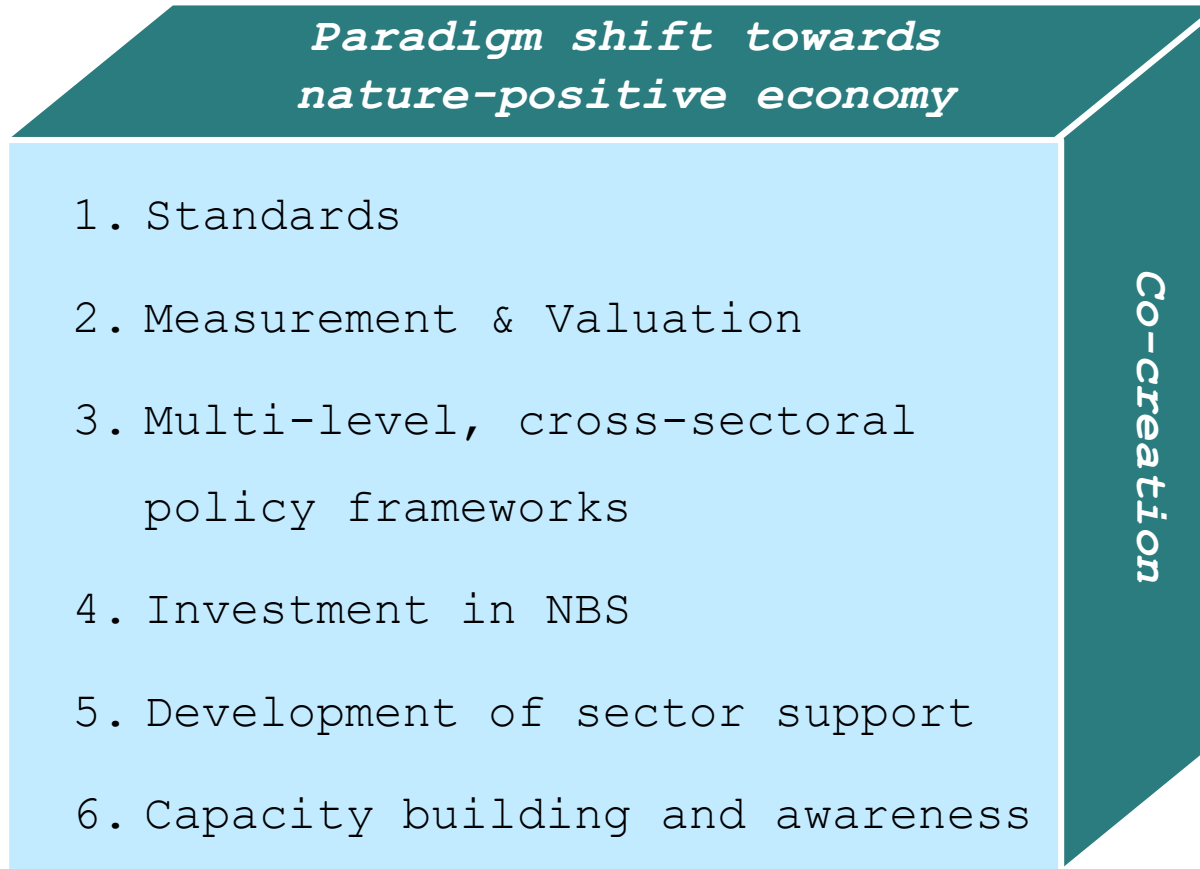 Paradigm shift towards
nature-positive economy
1. Standards
2. Measurement & Valuation
3. Multi-level, cross-sectoral
policy frameworks
4. Investment in NBS
5. Development of sector support
6. Capacity building and awareness
Co-creation